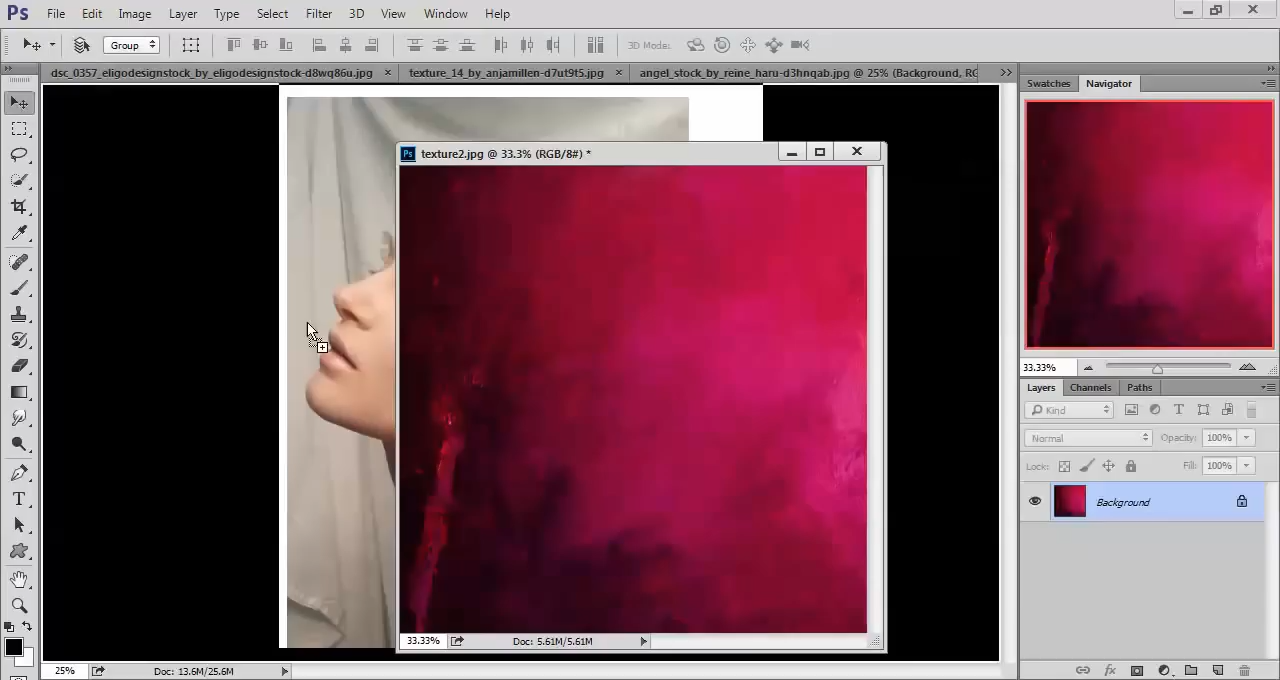 Ps File Edit Image Layer Type Select Filter 3D View Window Help
Group 3D Mode:
dsc_0357_eligodesignstock_by_eligodesignstock-d8wq86u.jpg × texture_14_by_anjamillen-d7ut9t5.jpg × angel_stock_by_reine_haru-d3hnqab.jpg @ 25% (Background, RG
Swatches Navigator
Ps texture2.jpg @ 33.3% (RGB/8#) *
33.33%
Layers Channels Paths
Kind
Normal Opacity: 100%
Lock: Fill: 100%
Background
33.33% Doc: 5.61M/5.61M
25% Doc: 13.6M/25.6M